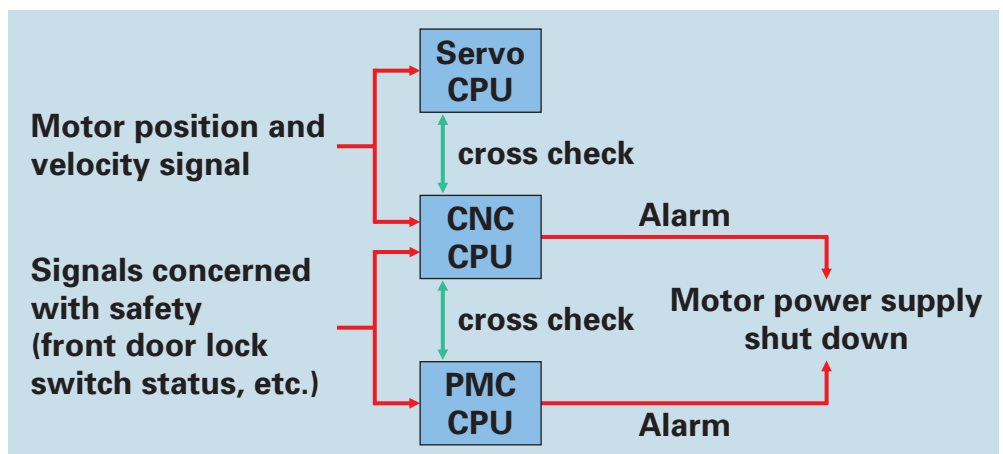 Servo
CPU
Motor position and
velocity signal
cross check
CNC
CPU
Alarm
Signals concerned
with safety
(front door lock
switch status, etc.)
cross check
Motor power supply
shut down
PMC
CPU
Alarm